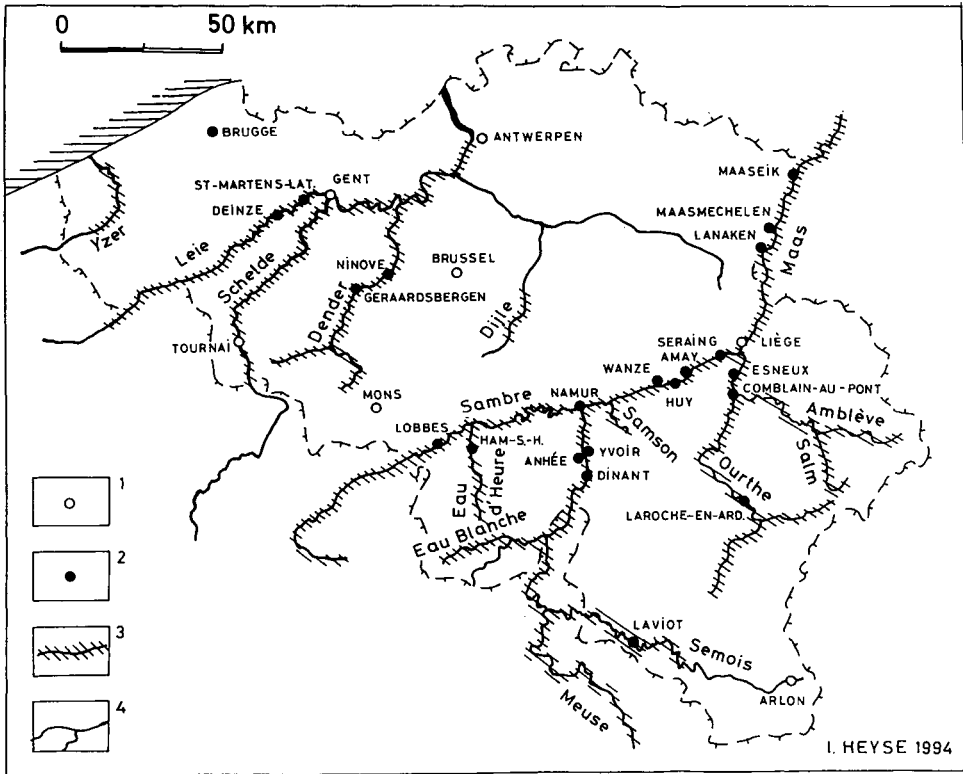 0 50 km
BRUGGE
ANTWERPEN
ST-MARTENS-LAT.
GENT
DEINZE
MAASEIK
MAASMECHELEN
LANAKEN
Yzer
Leie
Schelde
NINOVE
BRUSSEL
GERAARDSBERGEN
Dender
Dijle
Maas
TOURNAI
SERAING
LIÈGE
AMAY
ESNEUX
WANZE
COMBLAIN-AU-PONT
HUY
MONS
Sambre
NAMUR
Samson
Amblève
LOBBES
HAM-S.-H.
YVOIR
ANHÉE
DINANT
Salm
Ourthe
Eau
d'Heure
LAROCHE-EN-ARD.
Eau Blanche
1
2
3
4
LAVIOT
Semois
ARLON
Meuse
I. HEYSE 1994